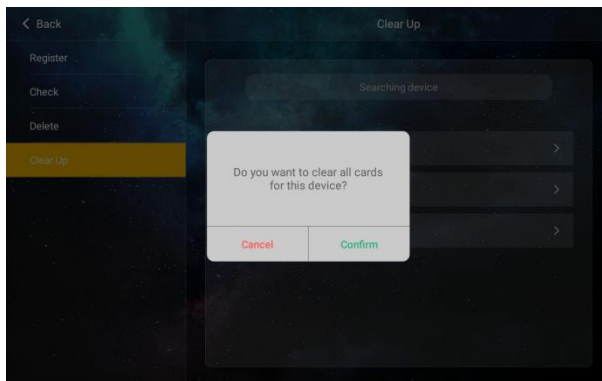 Back
Clear Up
Register
Searching device
Check
Delete
Clear Up
Do you want to clear all cards
for this device?
Cancel
Confirm